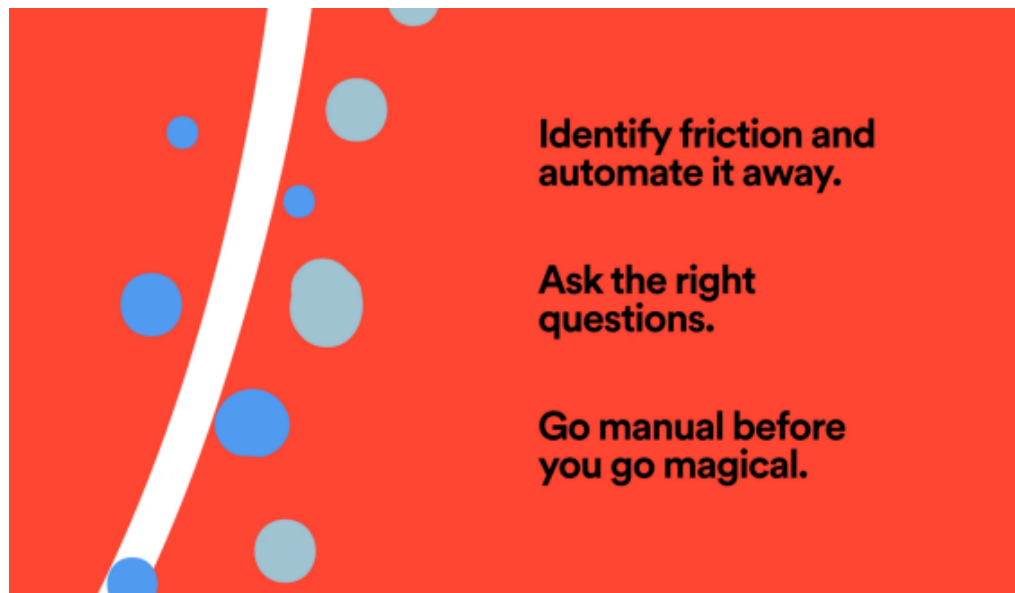 Identify friction and
automate it away.
Ask the right
questions.
Go manual before
you go magical.